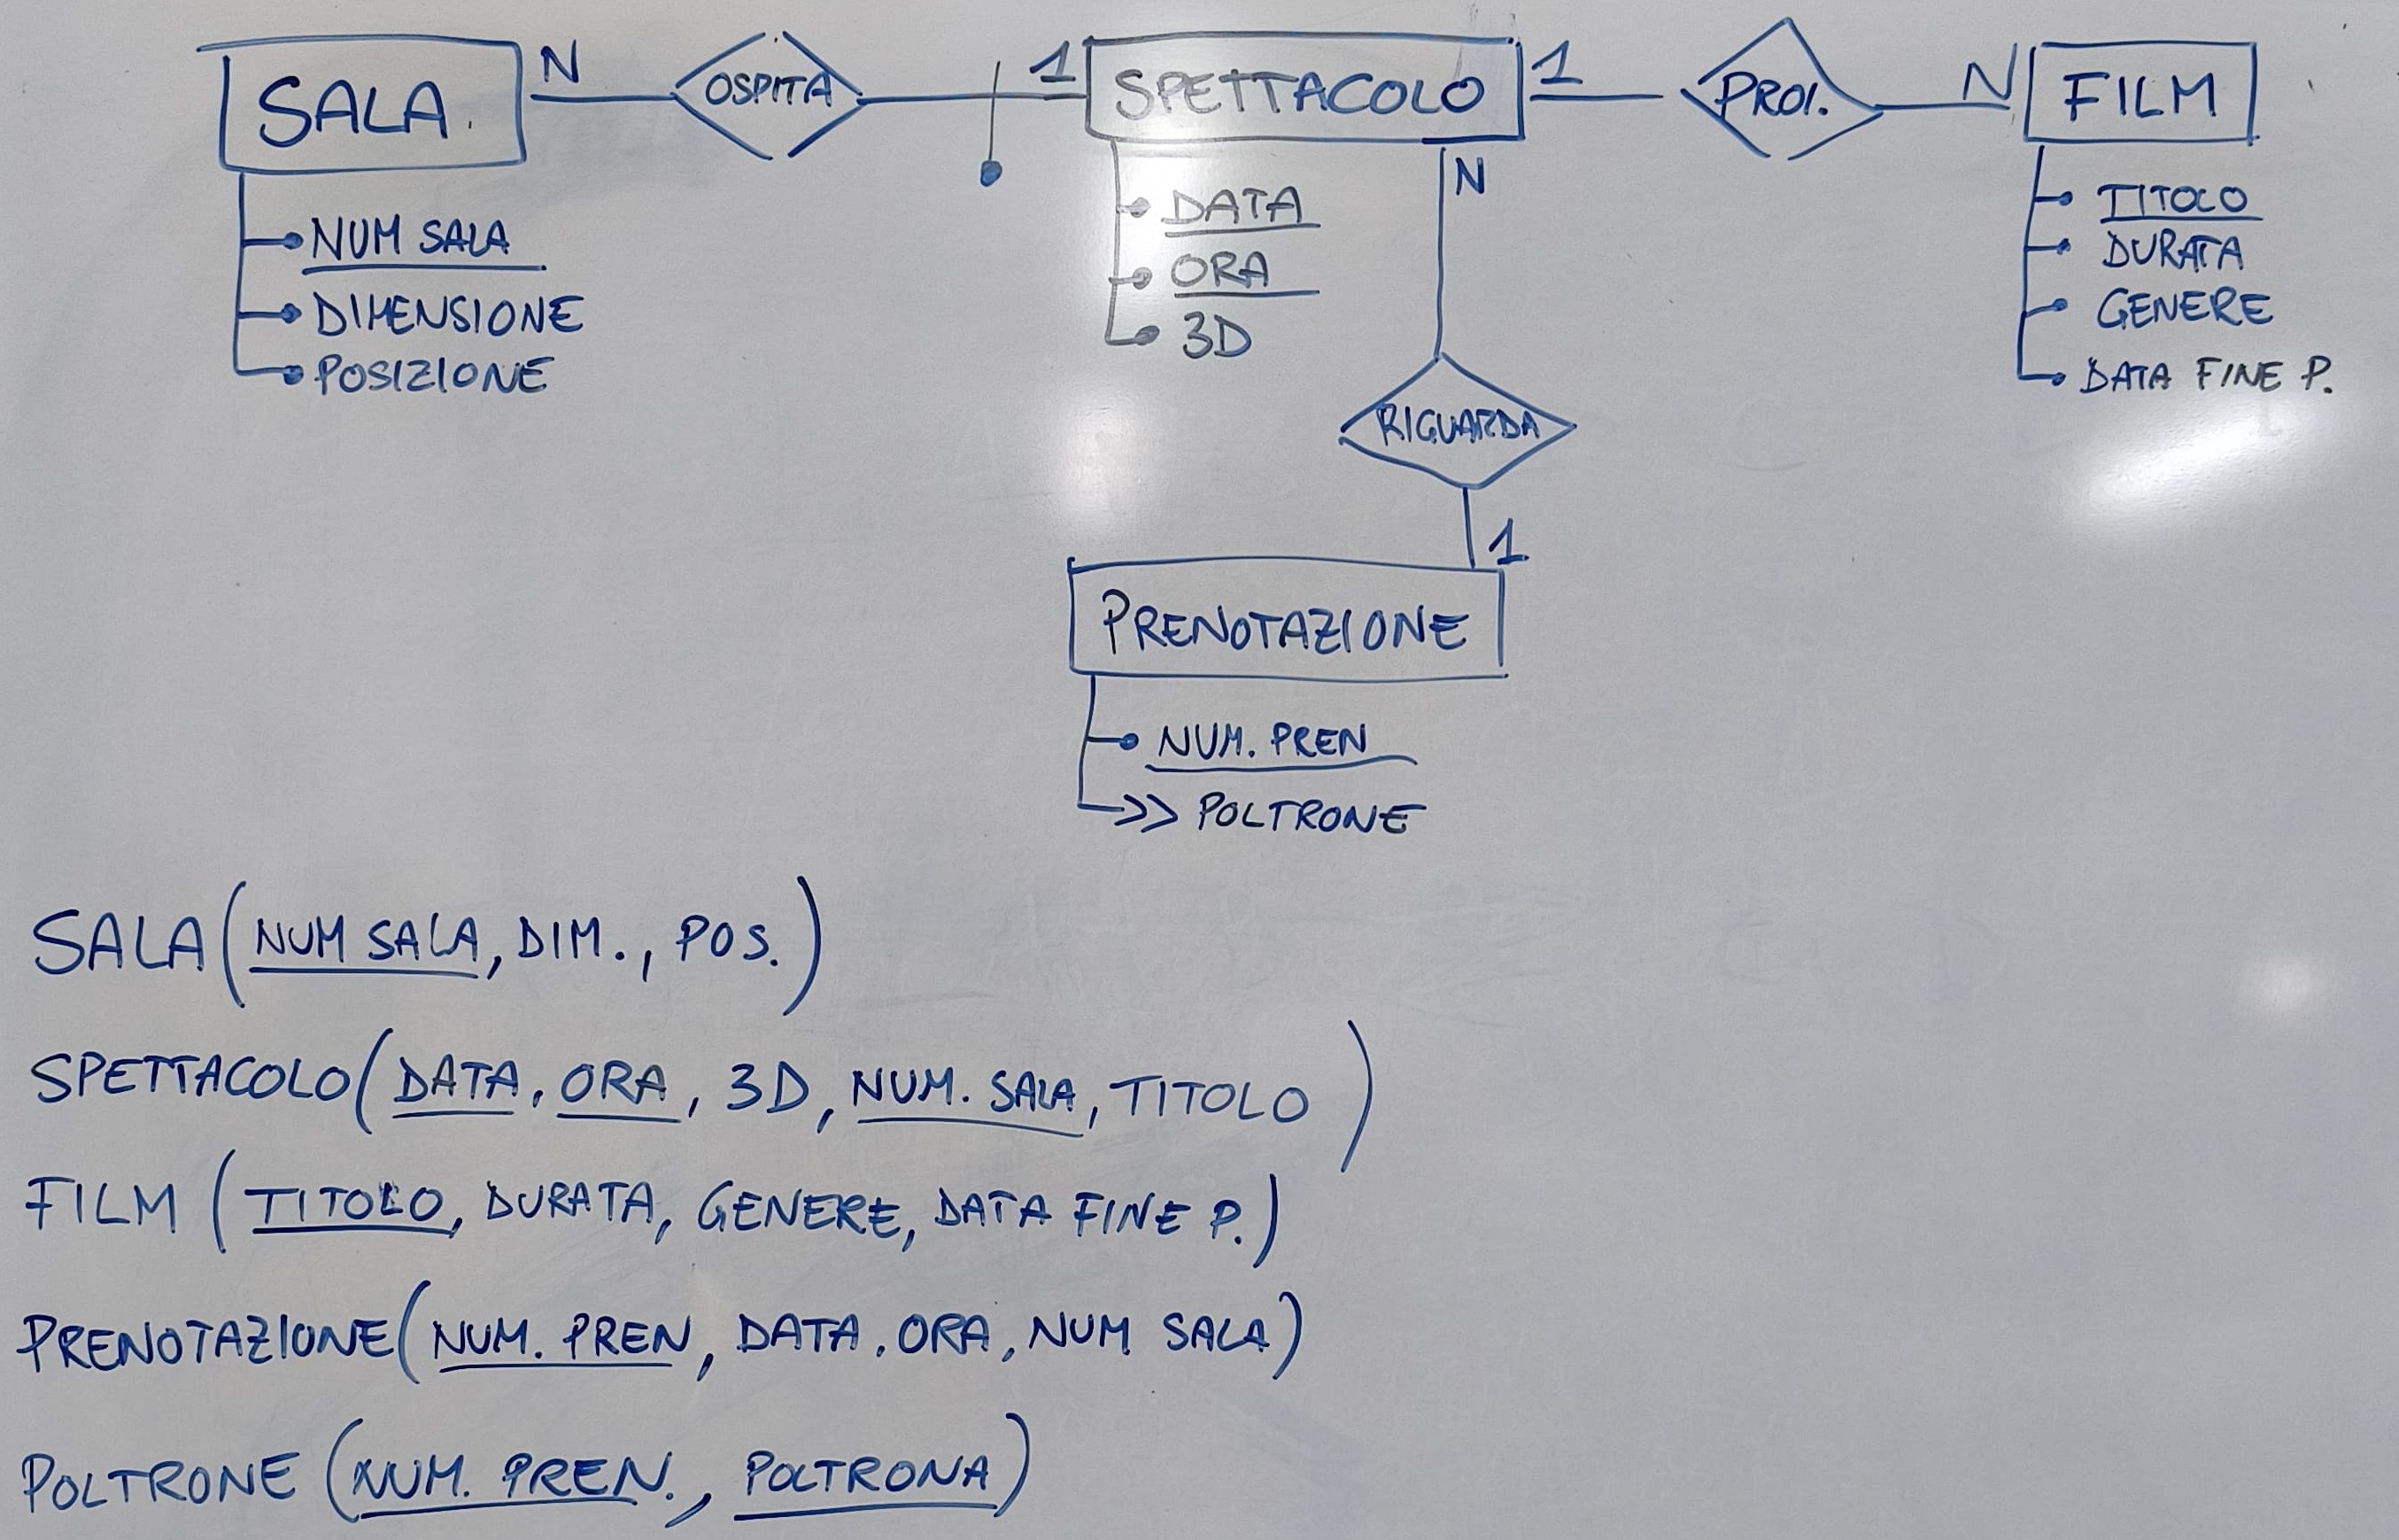 SALA N OSPITA 1 SPETTACOLO 1 PROI. N FILM
NUM SALA
DIMENSIONE
POSIZIONE
DATA
ORA
3D
N
RIGUARDA
1
TITOLO
DURATA
GENERE
DATA FINE P.
PRENOTAZIONE
NUM. PREN
>> POLTRONE
SALA (NUM SALA, DIM., POS.)
SPETTACOLO (DATA, ORA, 3D, NUM. SALA, TITOLO)
FILM (TITOLO, DURATA, GENERE, DATA FINE P.)
PRENOTAZIONE (NUM. PREN, DATA, ORA, NUM SALA)
POLTRONE (NUM. PREN., POLTRONA)